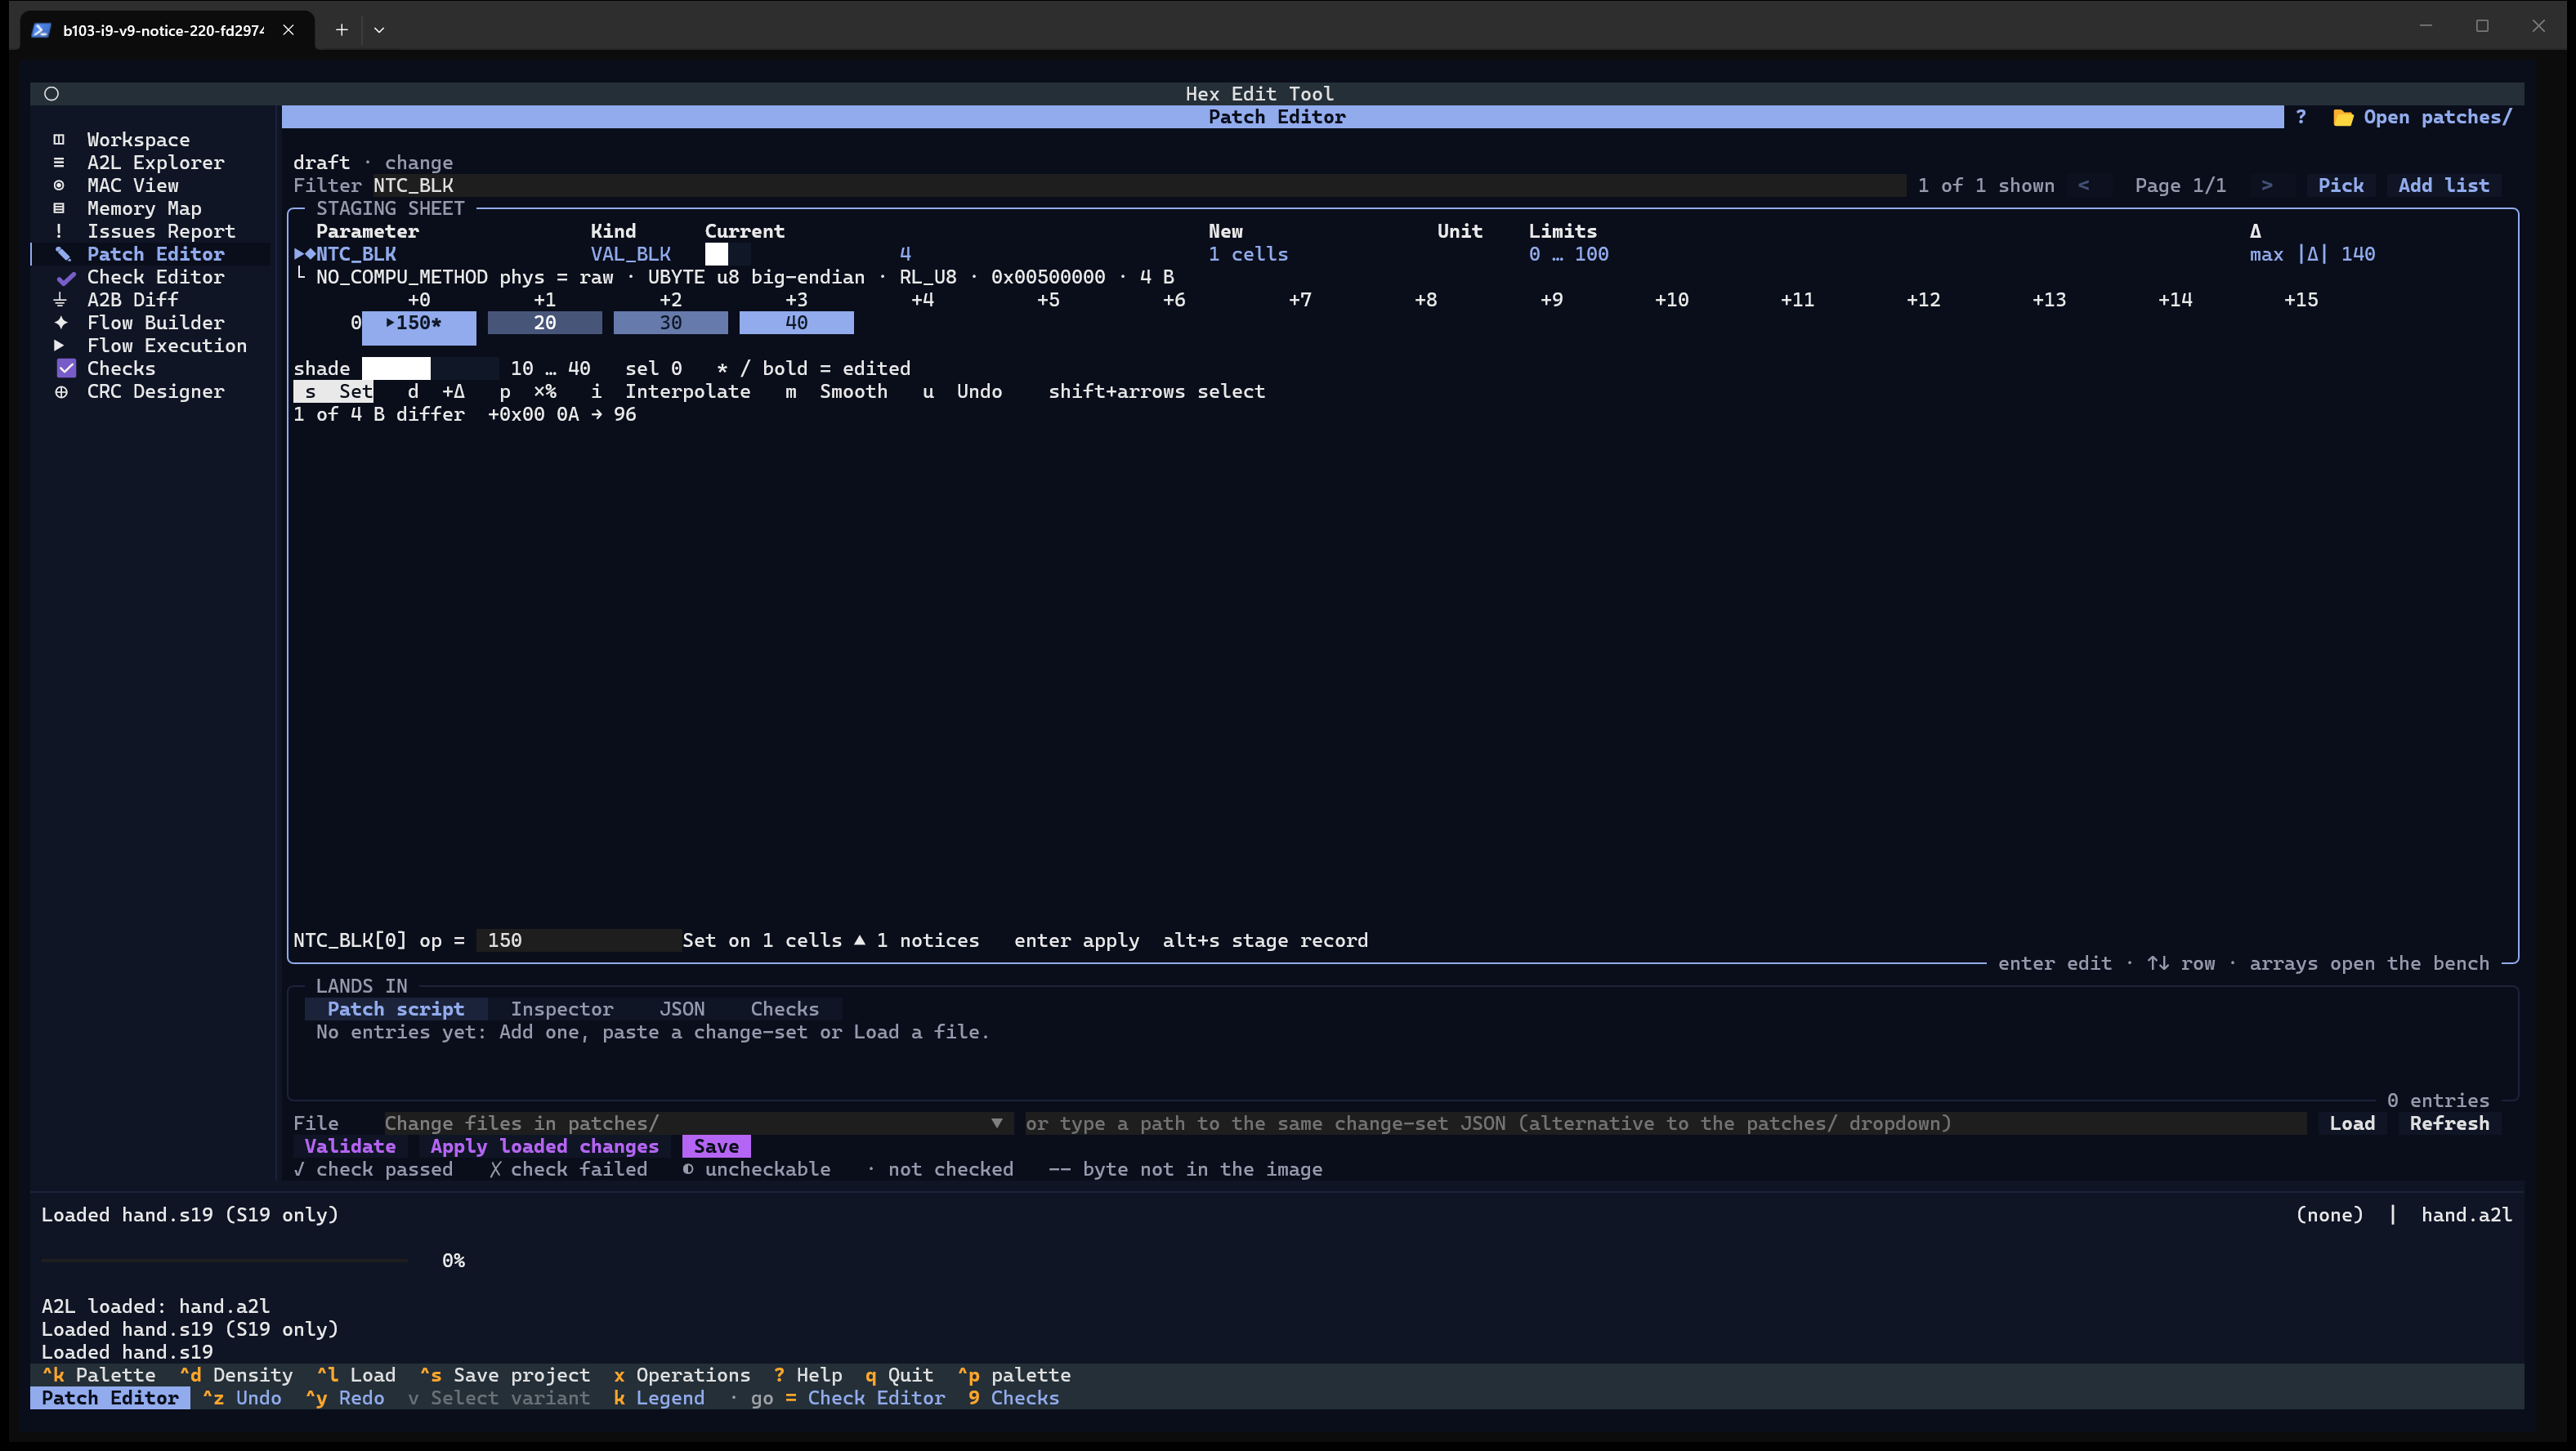 b103-i9-v9-notice-220-fd2974
Hex Edit Tool
Patch Editor ? Open patches/
Workspace
A2L Explorer
MAC View
Memory Map
! Issues Report
Patch Editor
Check Editor
A2B Diff
Flow Builder
Flow Execution
Checks
CRC Designer
draft · change
Filter NTC_BLK 1 of 1 shown < Page 1/1 > Pick Add list
STAGING SHEET
Parameter Kind Current New Unit Limits Δ
▶◆NTC_BLK VAL_BLK 4 1 cells 0 … 100 max |Δ| 140
└ NO_COMPU_METHOD phys = raw · UBYTE u8 big-endian · RL_U8 · 0x00500000 · 4 B
+0 +1 +2 +3 +4 +5 +6 +7 +8 +9 +10 +11 +12 +13 +14 +15
0 ▶150* 20 30 40
shade 10 … 40 sel 0 * / bold = edited
s Set d +Δ p ×% i Interpolate m Smooth u Undo shift+arrows select
1 of 4 B differ +0x00 0A → 96
NTC_BLK[0] op = 150 Set on 1 cells ▲ 1 notices enter apply alt+s stage record
enter edit · ↑↓ row · arrays open the bench
LANDS IN
Patch script Inspector JSON Checks
No entries yet: Add one, paste a change-set or Load a file.
0 entries
File Change files in patches/ ▼ or type a path to the same change-set JSON (alternative to the patches/ dropdown) Load Refresh
Validate Apply loaded changes Save
✓ check passed ✗ check failed ◐ uncheckable · not checked -- byte not in the image
Loaded hand.s19 (S19 only) (none) | hand.a2l
0%
A2L loaded: hand.a2l
Loaded hand.s19 (S19 only)
Loaded hand.s19
^k Palette ^d Density ^l Load ^s Save project x Operations ? Help q Quit ^p palette
Patch Editor ^z Undo ^y Redo v Select variant k Legend · go = Check Editor 9 Checks